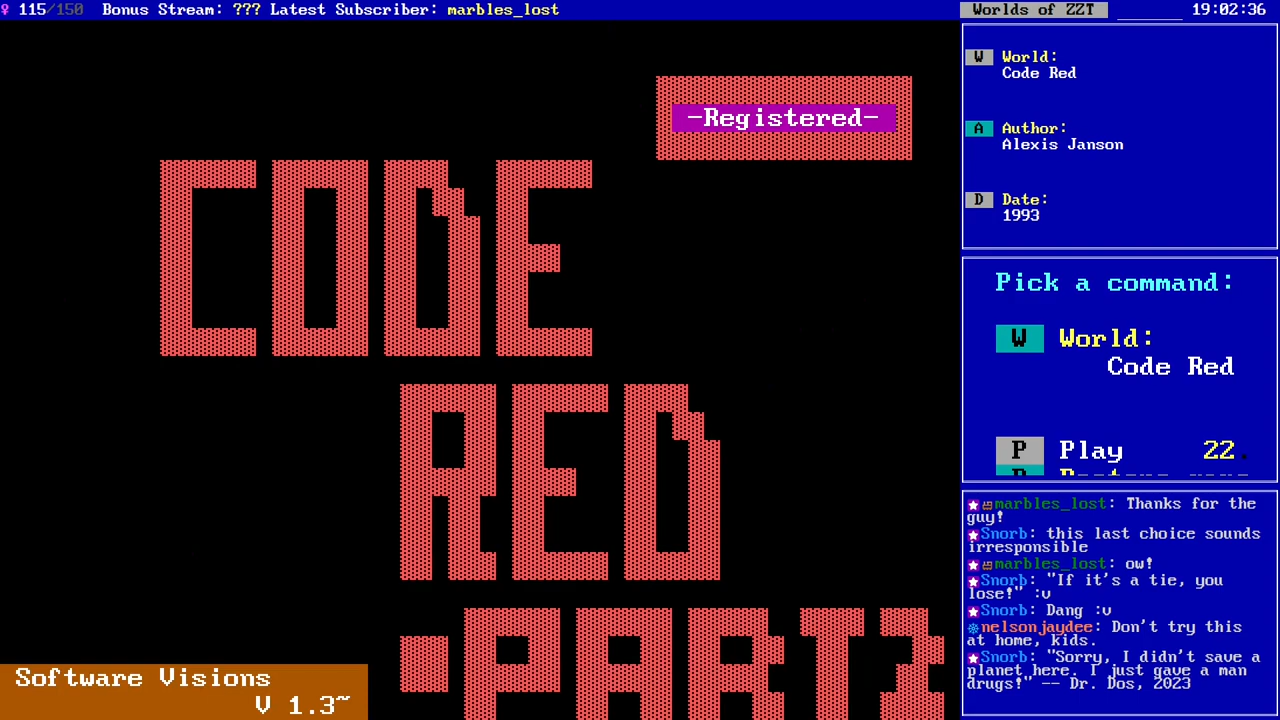 ♀ 115/150 Bonus Stream: ??? Latest Subscriber: marbles_lost
Worlds of ZZT
19:02:36
-Registered-
CODE
RED
-PART2
Software Visions
V 1.3~
W World:
Code Red
A Author:
Alexis Janson
D Date:
1993
Pick a command:
W World:
Code Red
P Play 22.
marbles_lost: Thanks for the
guy!
Snorb: this last choice sounds
irresponsible
marbles_lost: ow!
Snorb: "If it's a tie, you
lose!" :v
Snorb: Dang :v
nelsonjaydee: Don't try this
at home, kids.
Snorb: "Sorry, I didn't save a
planet here. I just gave a man
drugs!" -- Dr. Dos, 2023